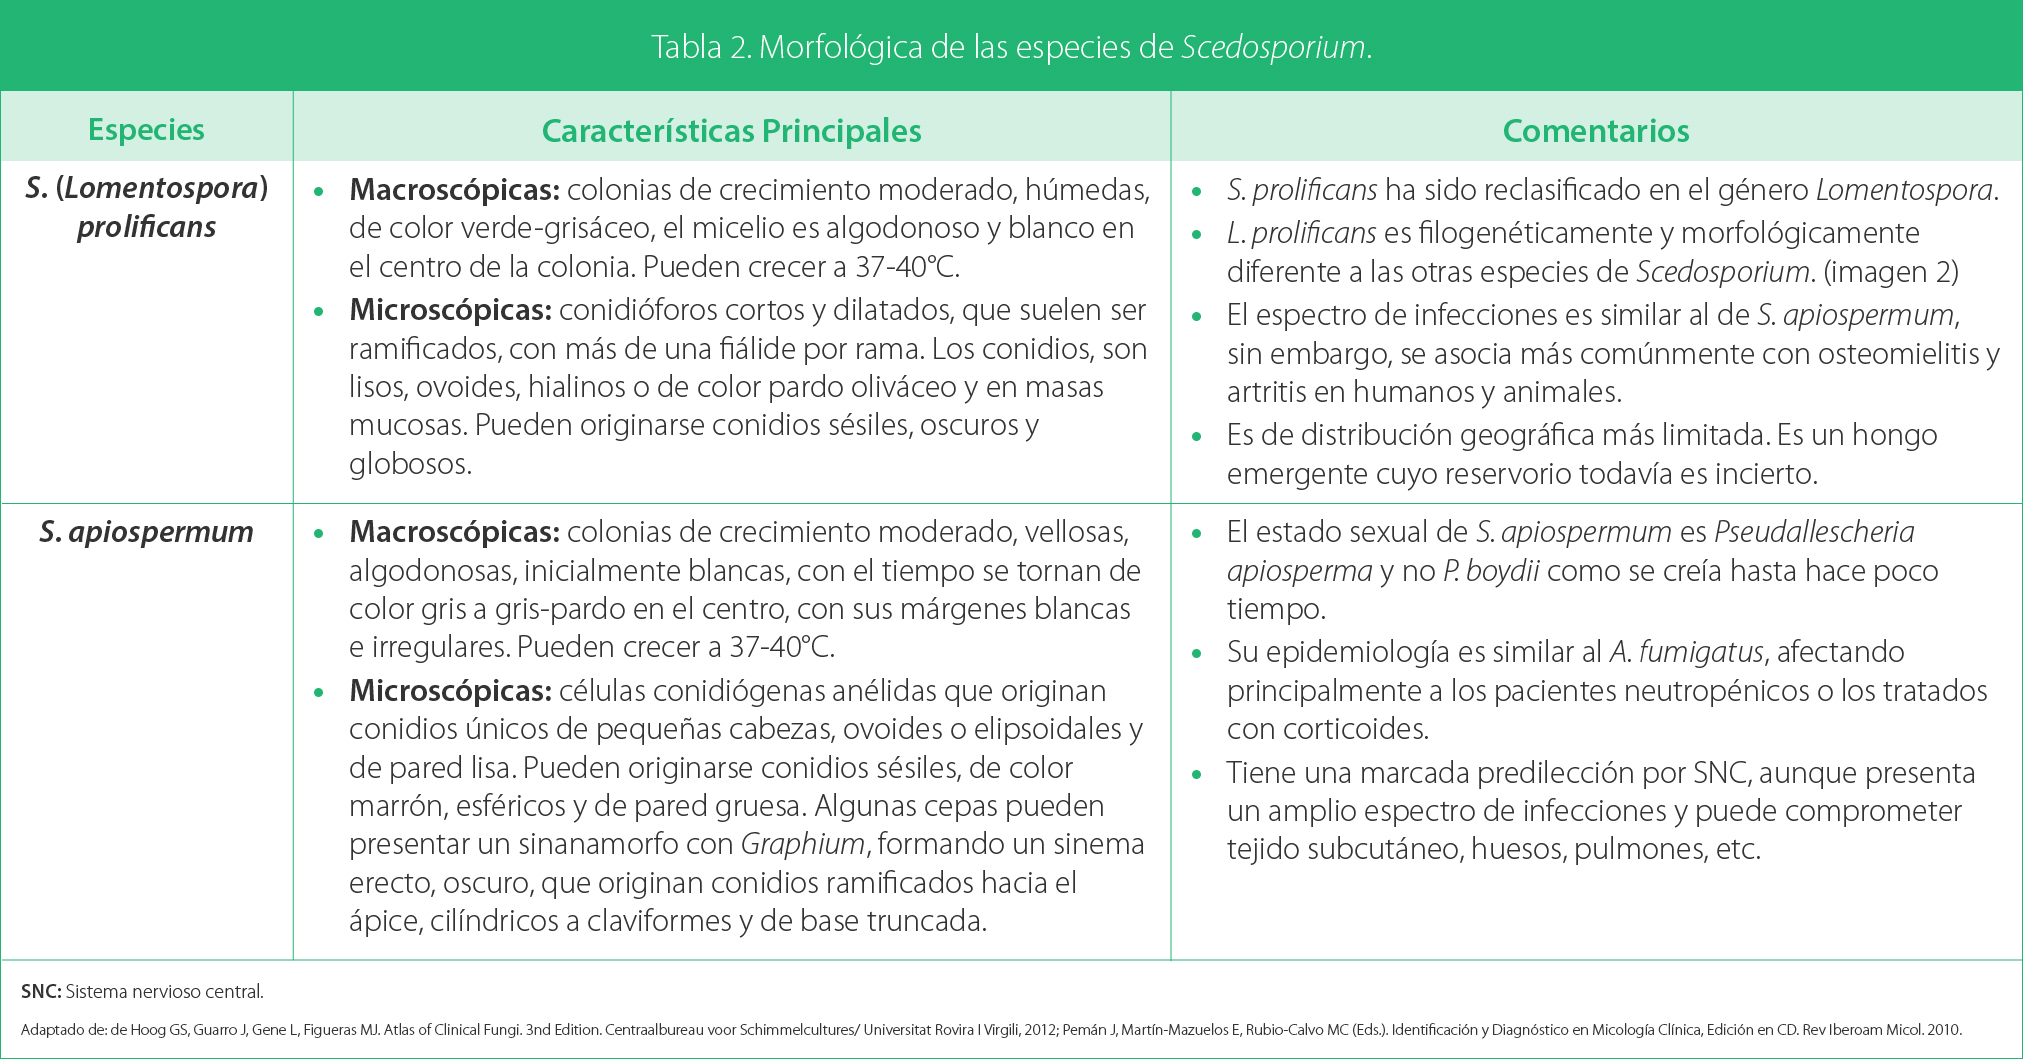 Tabla 2. Morfológica de las especies de Scedosporium.
Especies
Características Principales
Comentarios
S. (Lomentospora)
prolificans
• Macroscópicas: colonias de crecimiento moderado, húmedas,
de color verde-grisáceo, el micelio es algodonoso y blanco en
el centro de la colonia. Pueden crecer a 37-40°C.
• Microscópicas: conidióforos cortos y dilatados, que suelen ser
ramificados, con más de una fiálide por rama. Los conidios, son
lisos, ovoides, hialinos o de color pardo oliváceo y en masas
mucosas. Pueden originarse conidios sésiles, oscuros y
globosos.
• S. prolificans ha sido reclasificado en el género Lomentospora.
• L. prolificans es filogenéticamente y morfológicamente
diferente a las otras especies de Scedosporium. (imagen 2)
• El espectro de infecciones es similar al de S. apiospermum,
sin embargo, se asocia más comúnmente con osteomielitis y
artritis en humanos y animales.
• Es de distribución geográfica más limitada. Es un hongo
emergente cuyo reservorio todavía es incierto.
S. apiospermum
• Macroscópicas: colonias de crecimiento moderado, vellosas,
algodonosas, inicialmente blancas, con el tiempo se tornan de
color gris a gris-pardo en el centro, con sus márgenes blancas
e irregulares. Pueden crecer a 37-40°C.
• Microscópicas: células conidiógenas anélidas que originan
conidios únicos de pequeñas cabezas, ovoides o elipsoidales y
de pared lisa. Pueden originarse conidios sésiles, de color
marrón, esféricos y de pared gruesa. Algunas cepas pueden
presentar un sinanamorfo con Graphium, formando un sinema
erecto, oscuro, que originan conidios ramificados hacia el
ápice, cilíndricos a claviformes y de base truncada.
• El estado sexual de S. apiospermum es Pseudallescheria
apiosperma y no P. boydii como se creía hasta hace poco
tiempo.
• Su epidemiología es similar al A. fumigatus, afectando
principalmente a los pacientes neutropénicos o los tratados
con corticoides.
• Tiene una marcada predilección por SNC, aunque presenta
un amplio espectro de infecciones y puede comprometer
tejido subcutáneo, huesos, pulmones, etc.
SNC: Sistema nervioso central.
Adaptado de: de Hoog GS, Guarro J, Gene L, Figueras MJ. Atlas of Clinical Fungi. 3nd Edition. Centraalbureau voor Schimmelcultures/ Universitat Rovira I Virgili, 2012; Pemán J, Martín-Mazuelos E, Rubio-Calvo MC (Eds.). Identificación y Diagnóstico en Micología Clínica, Edición en CD. Rev Iberoam Micol. 2010.